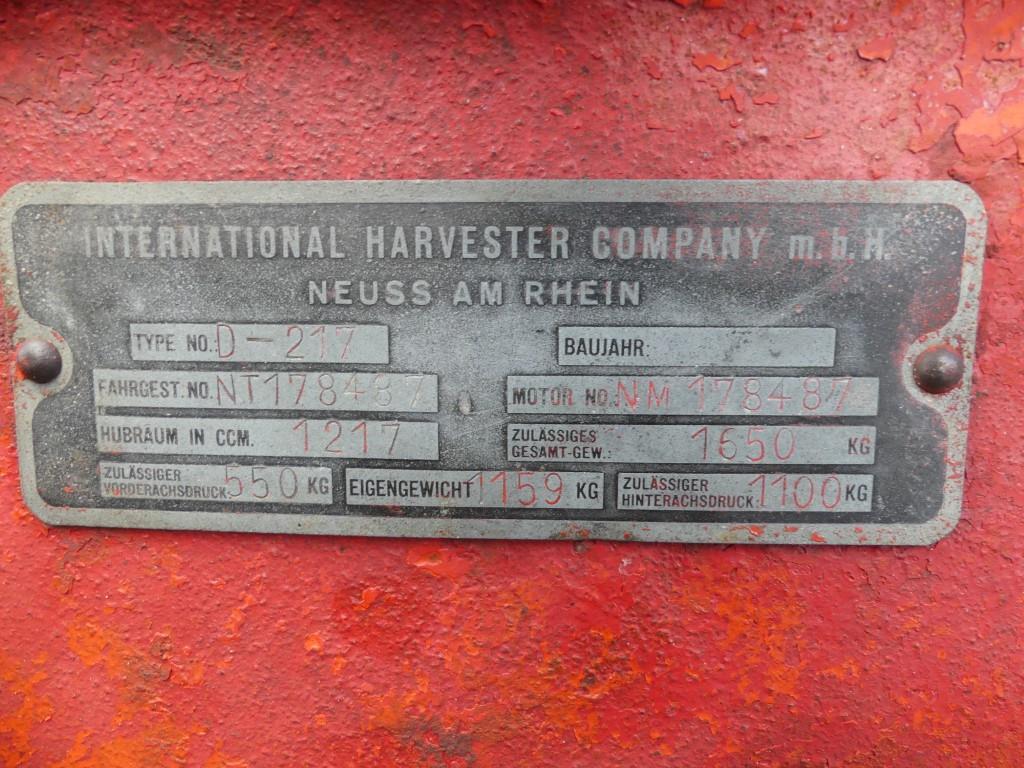 INTERNATIONAL HARVESTER COMPANY m.b.H.
NEUSS AM RHEIN
TYPE NO. D-217
BAUJAHR:
FAHRGEST. NO. NT178487
MOTOR NO. NM 178487
HUBRAUM IN CCM. 1217
ZULÄSSIGES
GESAMT-GEW.: 1650 KG
ZULÄSSIGER
VORDERACHSDRUCK 550 KG
EIGENGEWICHT 1159 KG
ZULÄSSIGER
HINTERACHSDRUCK 1100 KG